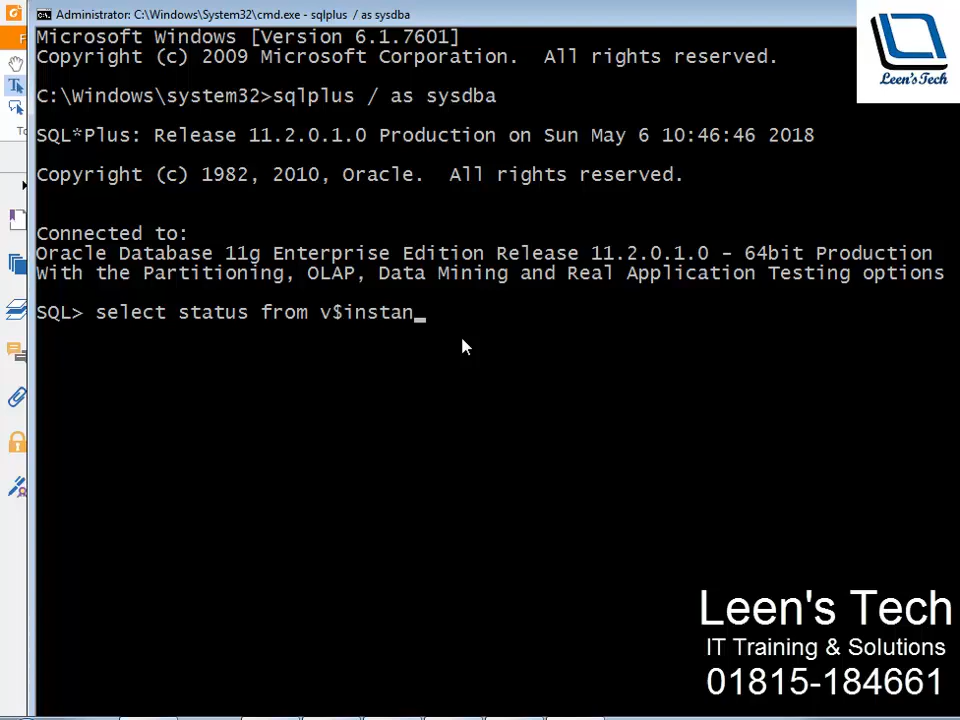 Administrator: C:\Windows\System32\cmd.exe - sqlplus / as sysdba
Microsoft Windows [Version 6.1.7601]
Copyright (c) 2009 Microsoft Corporation.  All rights reserved.
C:\Windows\system32>sqlplus / as sysdba
SQL*Plus: Release 11.2.0.1.0 Production on Sun May 6 10:46:46 2018
Copyright (c) 1982, 2010, Oracle.  All rights reserved.
Connected to:
Oracle Database 11g Enterprise Edition Release 11.2.0.1.0 - 64bit Production
With the Partitioning, OLAP, Data Mining and Real Application Testing options
SQL> select status from v$instan_
Leen's Tech
Leen's Tech
IT Training & Solutions
01815-184661